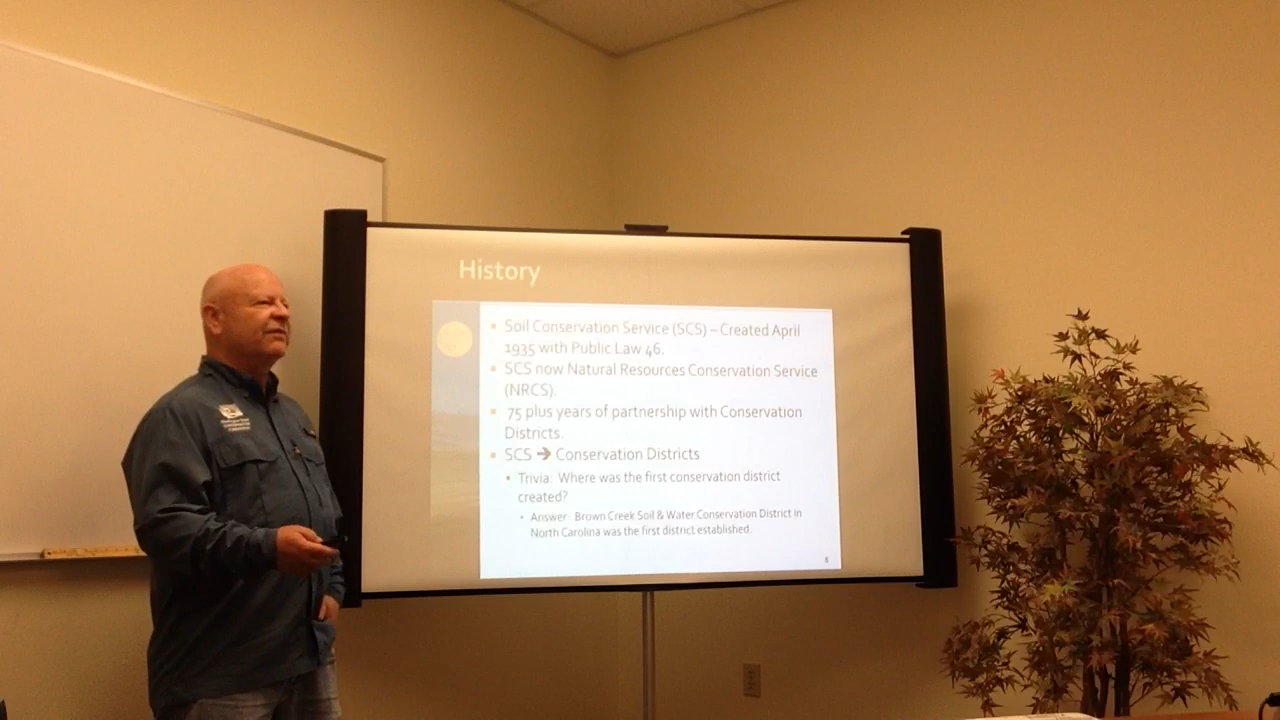 History
Soil Conservation Service (SCS) – Created April
1935 with Public Law 46.
SCS now Natural Resources Conservation Service
(NRCS).
75 plus years of partnership with Conservation
Districts.
SCS → Conservation Districts
Trivia: Where was the first conservation district
created?
Answer: Brown Creek Soil & Water Conservation District in
North Carolina was the first district established.